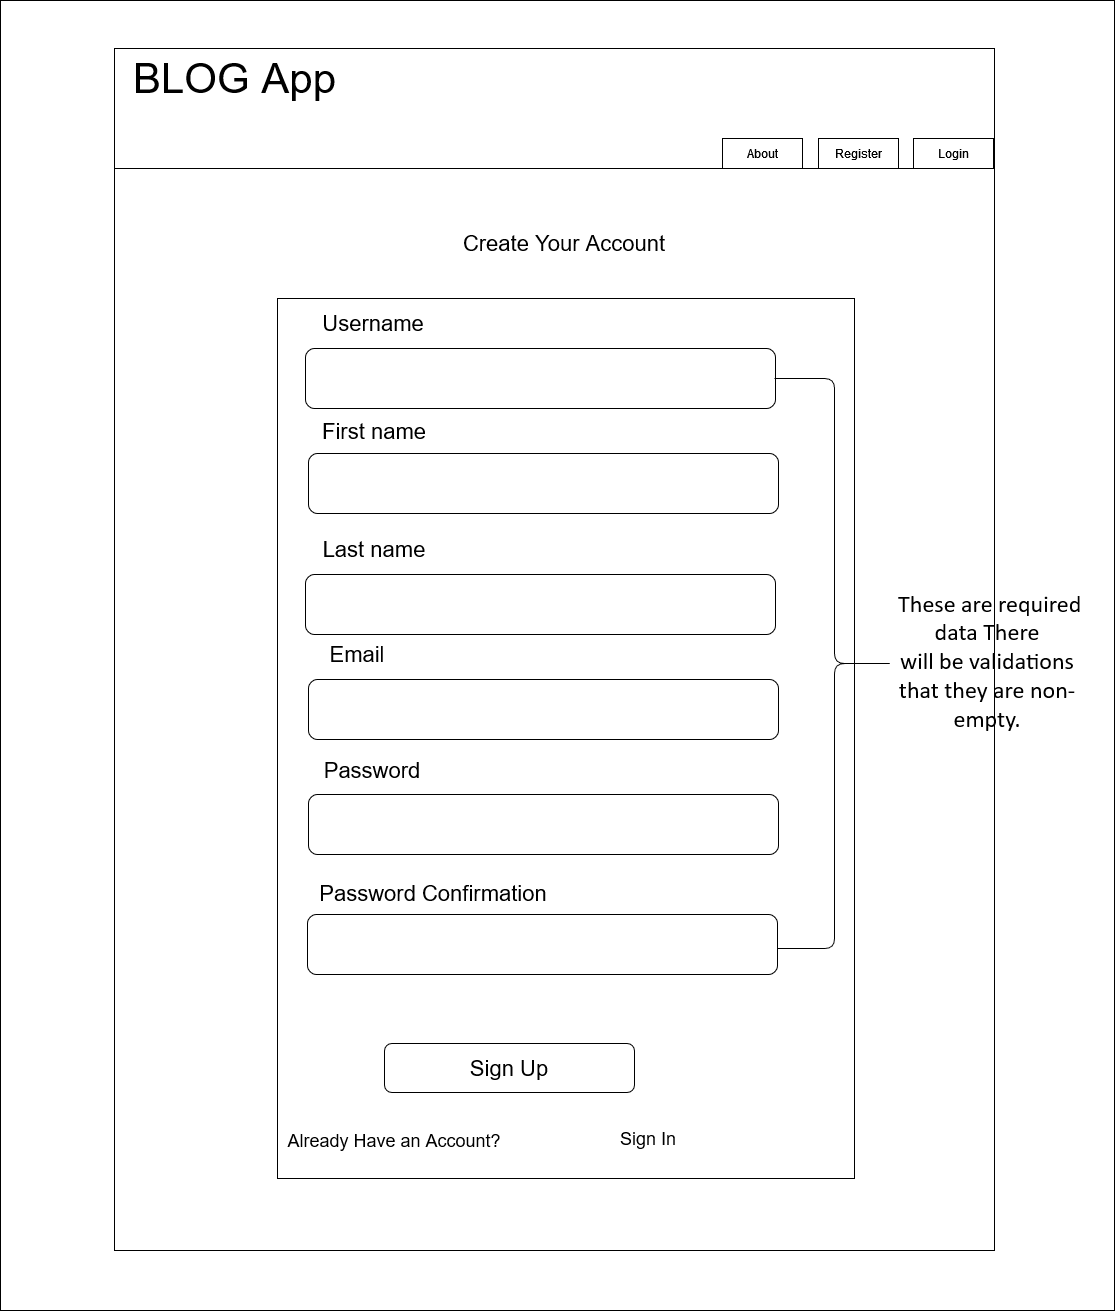 BLOG App
About
Register
Login
Create Your Account
Username
First name
Last name
Email
Password
Password Confirmation
These are required
data There
will be validations
that they are non-
empty.
Sign Up
Already Have an Account?
Sign In